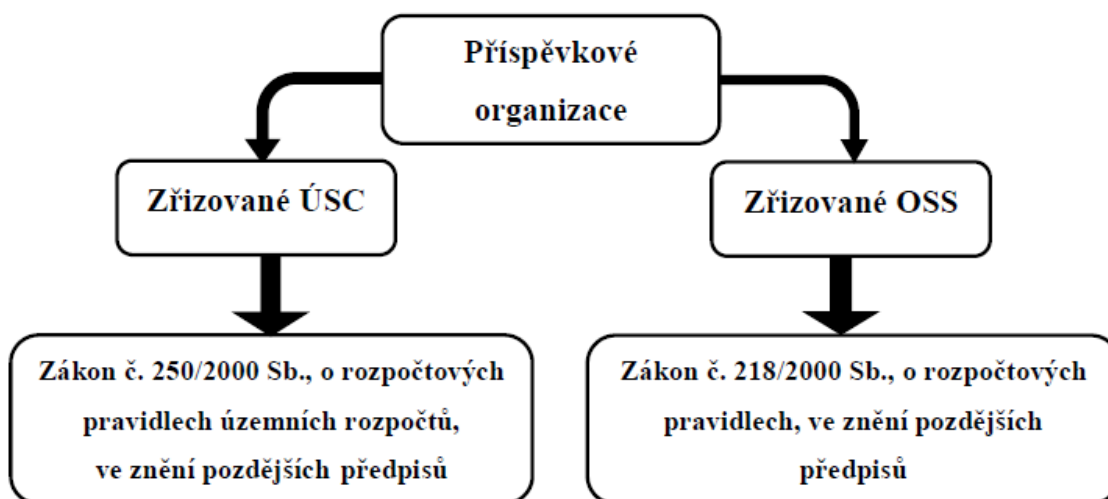 Příspěvkové
organizace
Zřizované ÚSC
Zřizované OSS
Zákon č. 250/2000 Sb., o rozpočtových
pravidlech územních rozpočtů,
ve znění pozdějších předpisů
Zákon č. 218/2000 Sb., o rozpočtových
pravidlech, ve znění pozdějších
předpisů